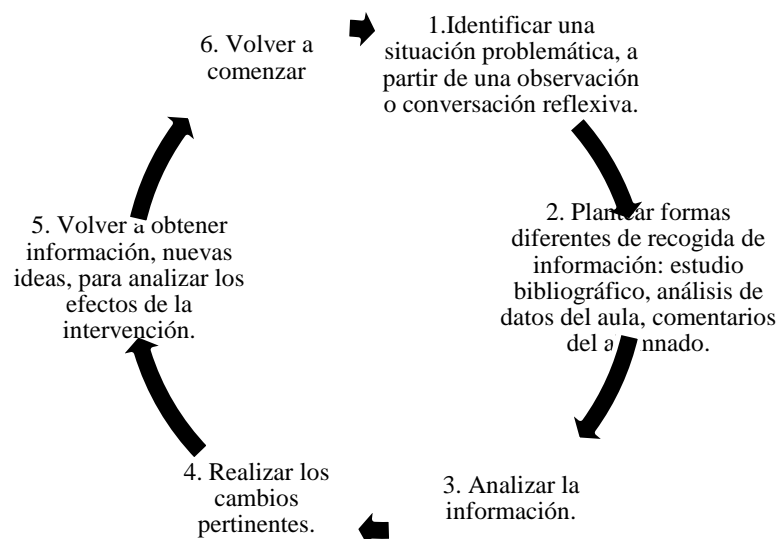 1.Identificar una
situación problemática, a
partir de una observación
o conversación reflexiva.
2. Plantear formas
diferentes de recogida de
información: estudio
bibliográfico, análisis de
datos del aula, comentarios
del alumnado.
3. Analizar la
información.
4. Realizar los
cambios
pertinentes.
5. Volver a obtener
información, nuevas
ideas, para analizar los
efectos de la
intervención.
6. Volver a
comenzar